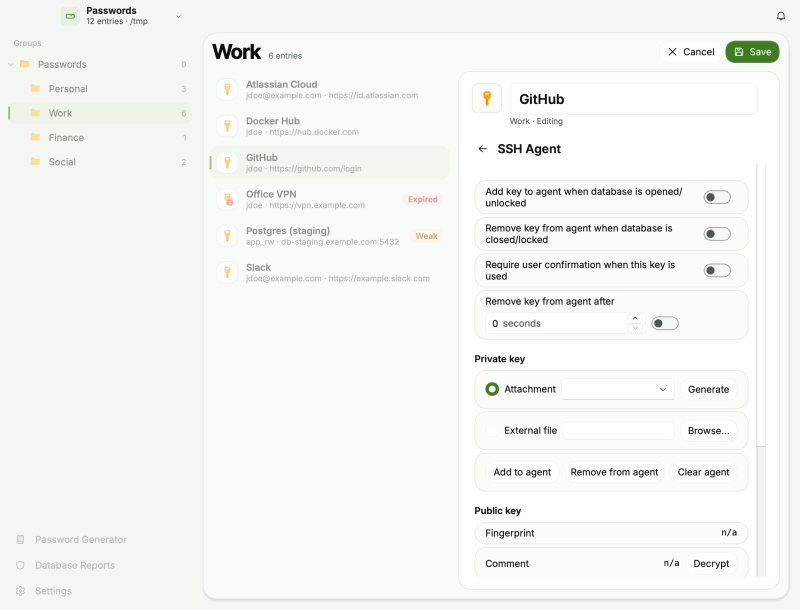 Passwords
12 entries · /tmp
Groups
Passwords 0
Personal 3
Work 6
Finance 1
Social 2
Password Generator
Database Reports
Settings
Work 6 entries
Cancel
Save
Atlassian Cloud
jdoe@example.com · https://id.atlassian.com
Docker Hub
jdoe · https://hub.docker.com
GitHub
jdoe · https://github.com/login
Office VPN
jdoe · https://vpn.example.com
Expired
Postgres (staging)
app_rw · db-staging.example.com:5432
Weak
Slack
jdoe@example.com · https://example.slack.com
GitHub
Work · Editing
SSH Agent
Add key to agent when database is opened/
unlocked
Remove key from agent when database is
closed/locked
Require user confirmation when this key is
used
Remove key from agent after
0 seconds
Private key
Attachment
Generate
External file
Browse...
Add to agent
Remove from agent
Clear agent
Public key
Fingerprint n/a
Comment n/a Decrypt